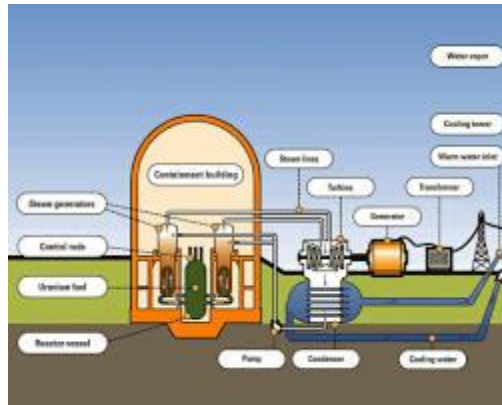 Water vapor
Cooling tower
Warm water inlet
Steam lines
Containment building
Turbine
Transformer
Steam generators
Generator
Control rods
Uranium fuel
Reactor vessel
Pump
Condenser
Cooling water